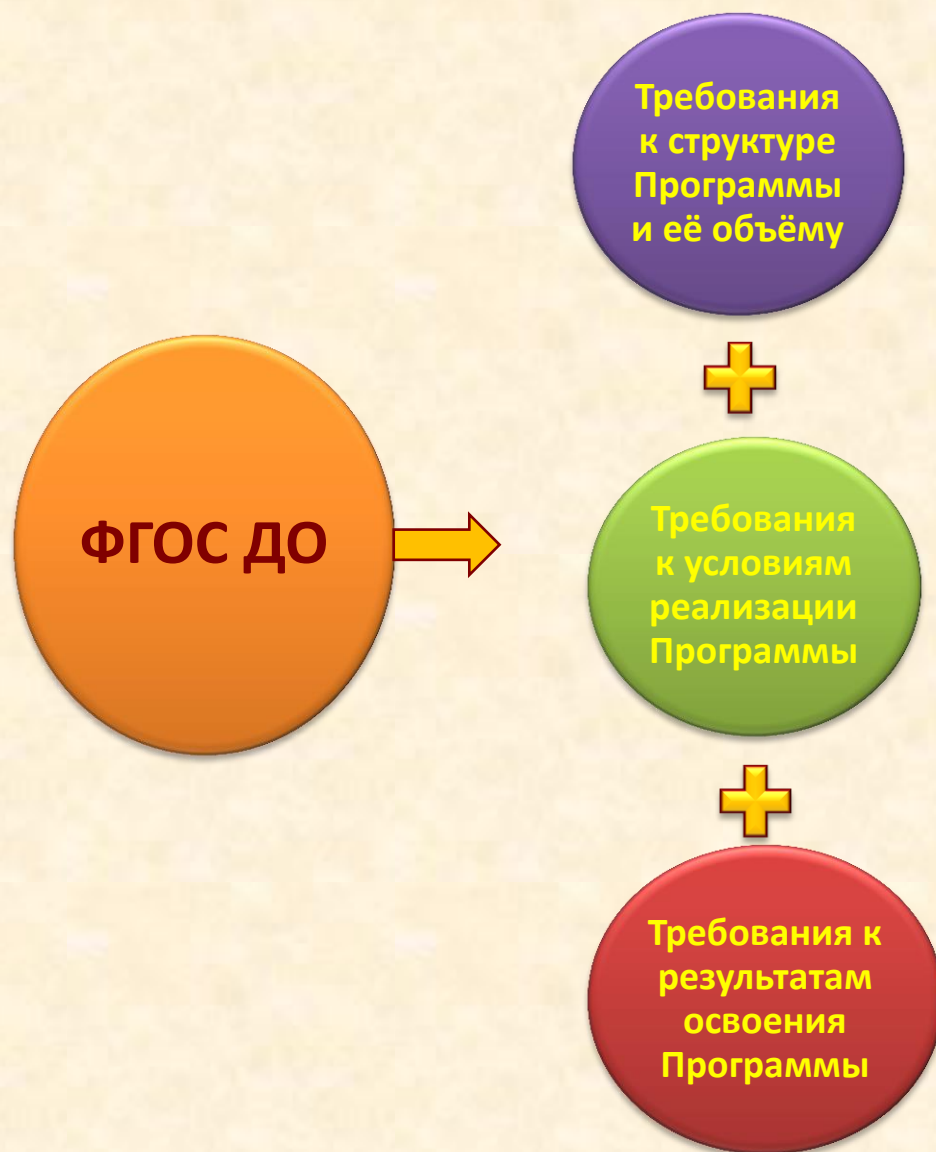 ФГОС ДО
Требования
к структуре
Программы
и её объёму
Требования
к условиям
реализации
Программы
Требования к
результатам
освоения
Программы